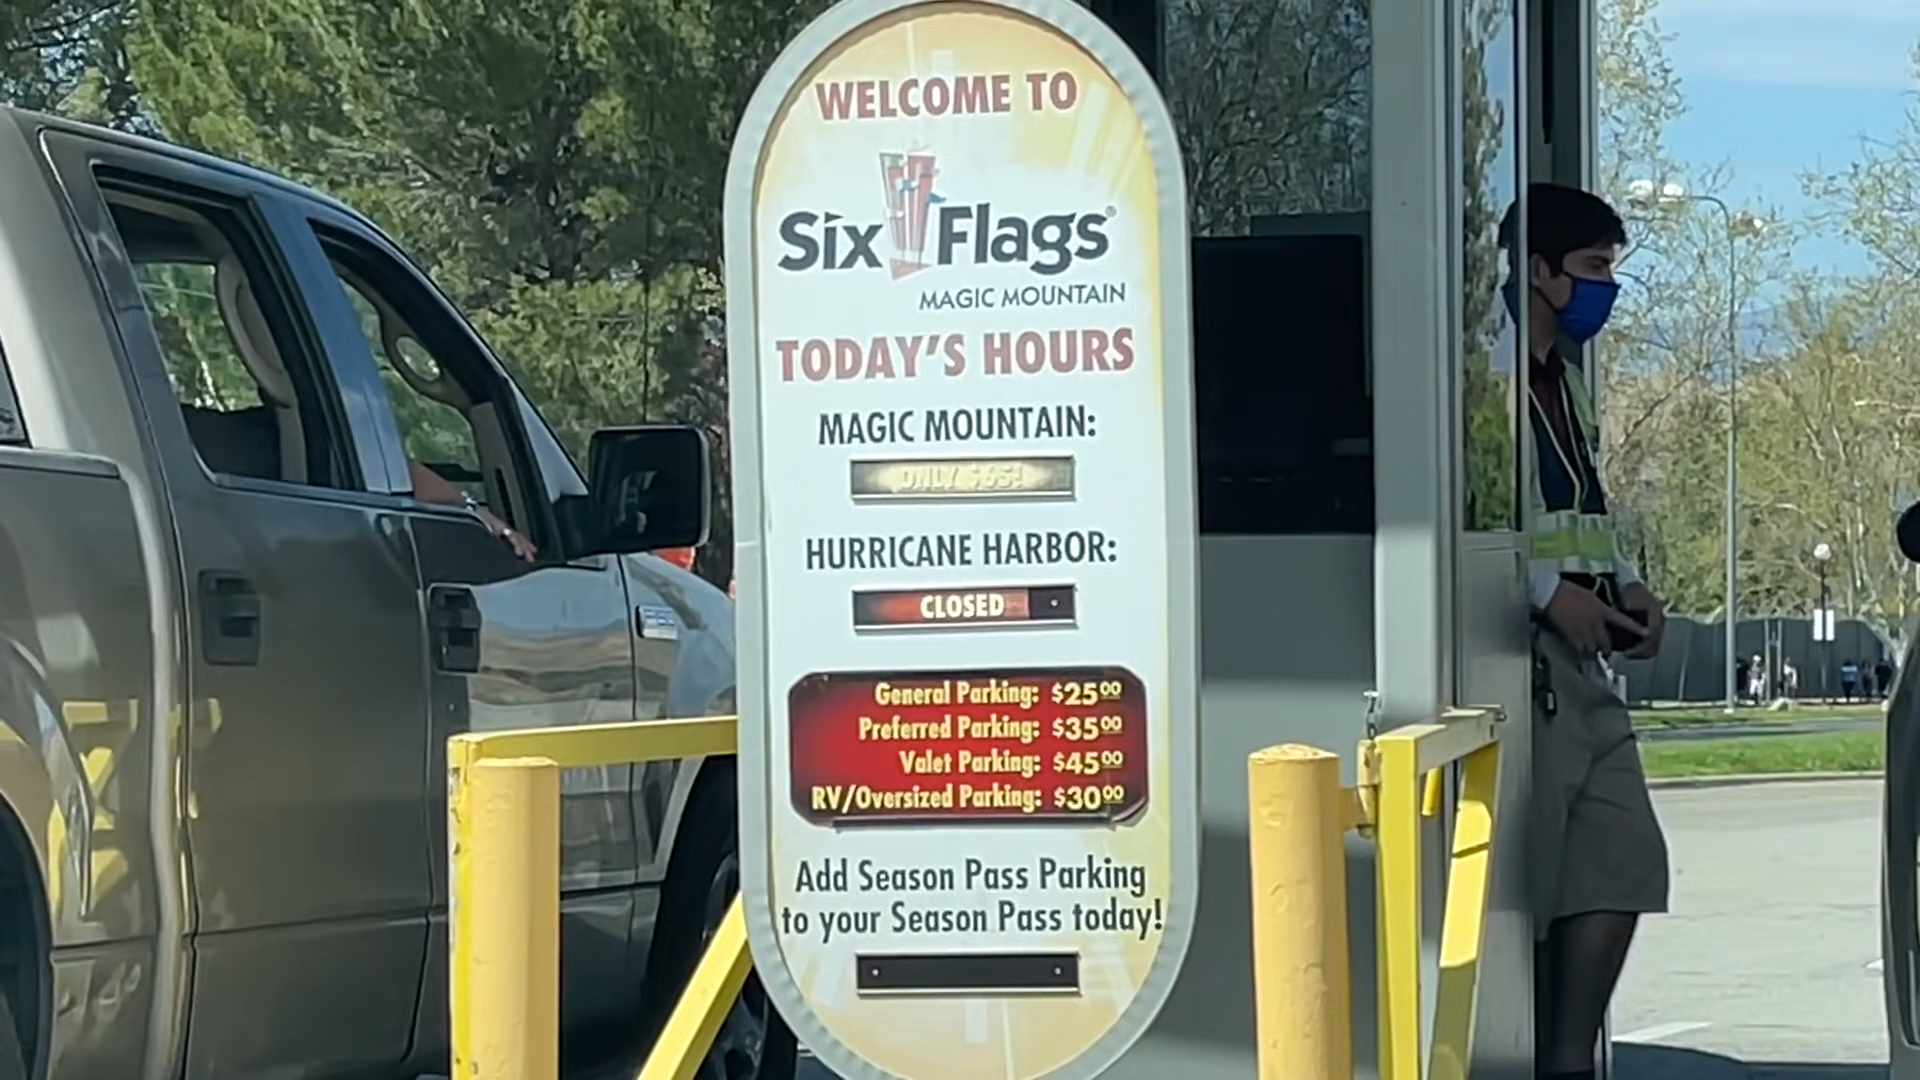 WELCOME TO
Six Flags®
MAGIC MOUNTAIN
TODAY'S HOURS
MAGIC MOUNTAIN:
ONLY $65!
HURRICANE HARBOR:
CLOSED
General Parking: $25.00
Preferred Parking: $35.00
Valet Parking: $45.00
RV/Oversized Parking: $30.00
Add Season Pass Parking
to your Season Pass today!